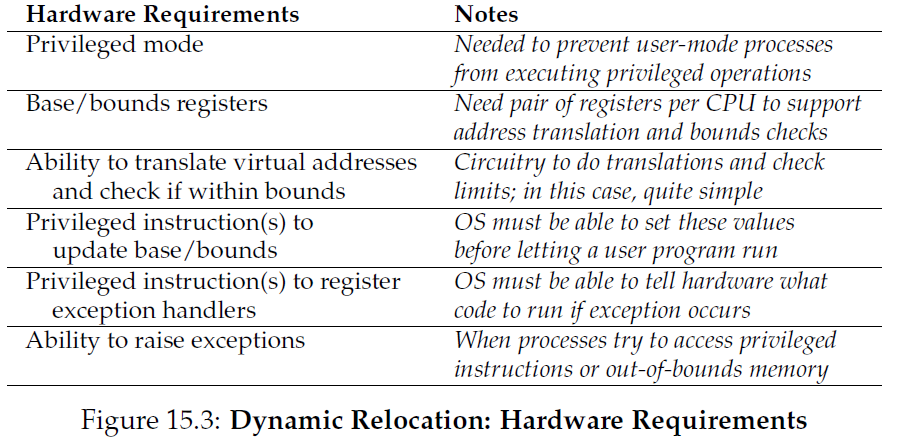 Hardware Requirements Notes
Privileged mode Needed to prevent user-mode processes
from executing privileged operations
Base/bounds registers Need pair of registers per CPU to support
address translation and bounds checks
Ability to translate virtual addresses Circuitry to do translations and check
and check if within bounds limits; in this case, quite simple
Privileged instruction(s) to OS must be able to set these values
update base/bounds before letting a user program run
Privileged instruction(s) to register OS must be able to tell hardware what
exception handlers code to run if exception occurs
Ability to raise exceptions When processes try to access privileged
instructions or out-of-bounds memory
Figure 15.3: Dynamic Relocation: Hardware Requirements